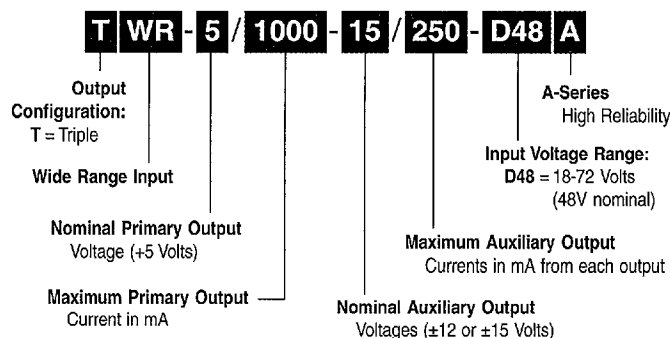 T WR - 5 / 1000 - 15 / 250 - D48 A
Output
Configuration:
T = Triple
Wide Range Input
Nominal Primary Output
Voltage (+5 Volts)
Maximum Primary Output
Current in mA
A-Series
High Reliability
Input Voltage Range:
D48 = 18-72 Volts
(48V nominal)
Maximum Auxiliary Output
Currents in mA from each output
Nominal Auxiliary Output
Voltages (±12 or ±15 Volts)